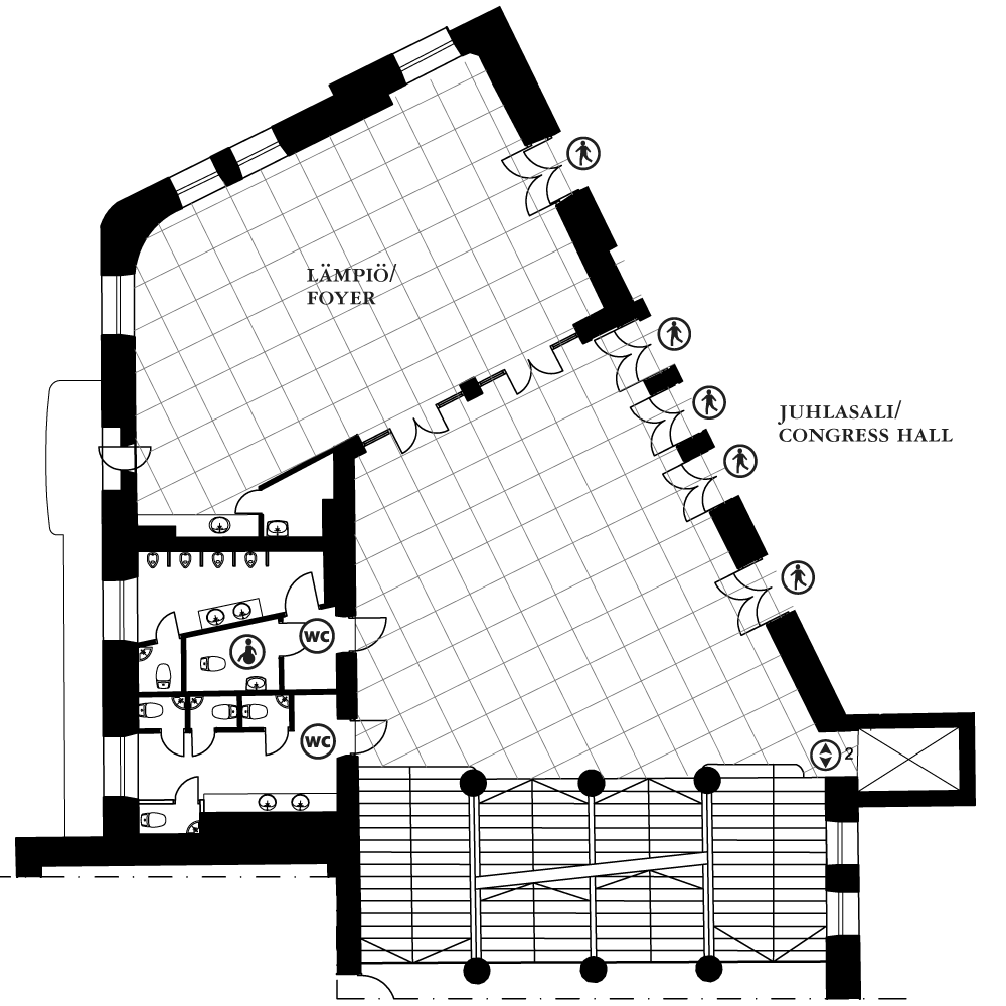 LÄMPIÖ/
FOYER
JUHLASALI/
CONGRESS HALL
WC
WC
2